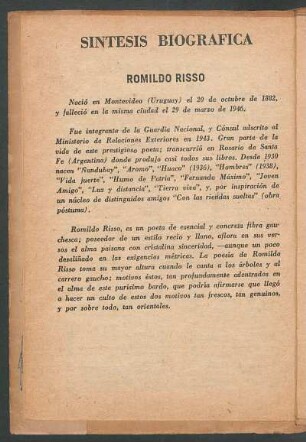 SINTESIS BIOGRAFICA
ROMILDO RISSO
Nació en Montevideo (Uruguay) el 20 de octubre de 1882,
y falleció en la misma ciudad el 29 de marzo de 1946.
Fue integrante de la Guardia Nacional, y Cónsul adscrito al
Ministerio de Relaciones Exteriores en 1943. Gran parte de la
vida de este prestigioso poeta; transcurrió en Rosario de Santa
Fe (Argentina) donde produjo casi todos sus libros. Desde 1930
nacen "Ñandubay", "Aromo", "Huaco" (1936), "Hombres" (1938),
"Vida fuerte", "Humo de Patria", "Fernando Máximo", "Joven
Amigo", "Luz y distancia", "Tierra viva", y, por inspiración de
un núcleo de distinguidos amigos "Con las riendas sueltas" (obra
póstuma).
Romildo Risso, es un poeta de esencial y concreta fibra gau-
chesca; poseedor de un estilo recio y llano, aflora en sus ver-
sos el alma paisana con cristalina sinceridad, —aunque un poco
desaliñado en las exigencias métricas. La poesía de Romildo
Risso toma su mayor altura cuando le canta a los árboles y al
carrero gaucho; motivos éstos, tan profundamente adentrados en
el alma de este purísimo bardo, que podría afirmarse que llegó
a hacer un culto de estos dos motivos tan frescos, tan genuinos,
y por sobre todo, tan orientales.